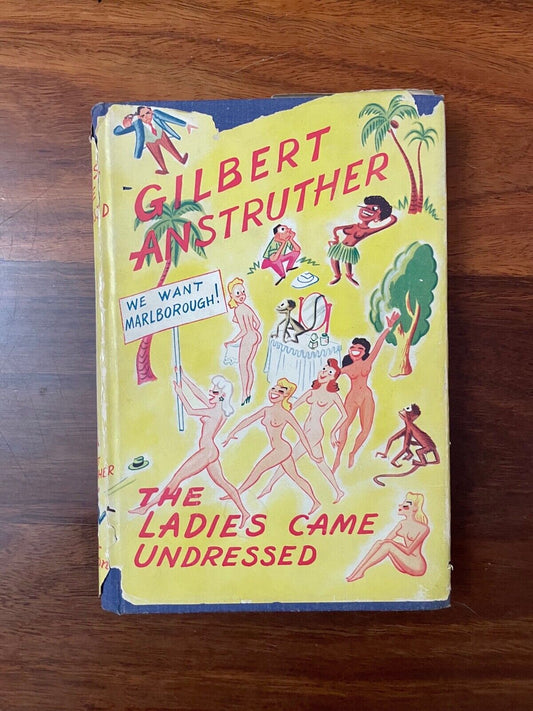 GILBERT
ANSTRUTHER
WE WANT
MARLBOROUGH!
THE
LADIES CAME
UNDRESSED